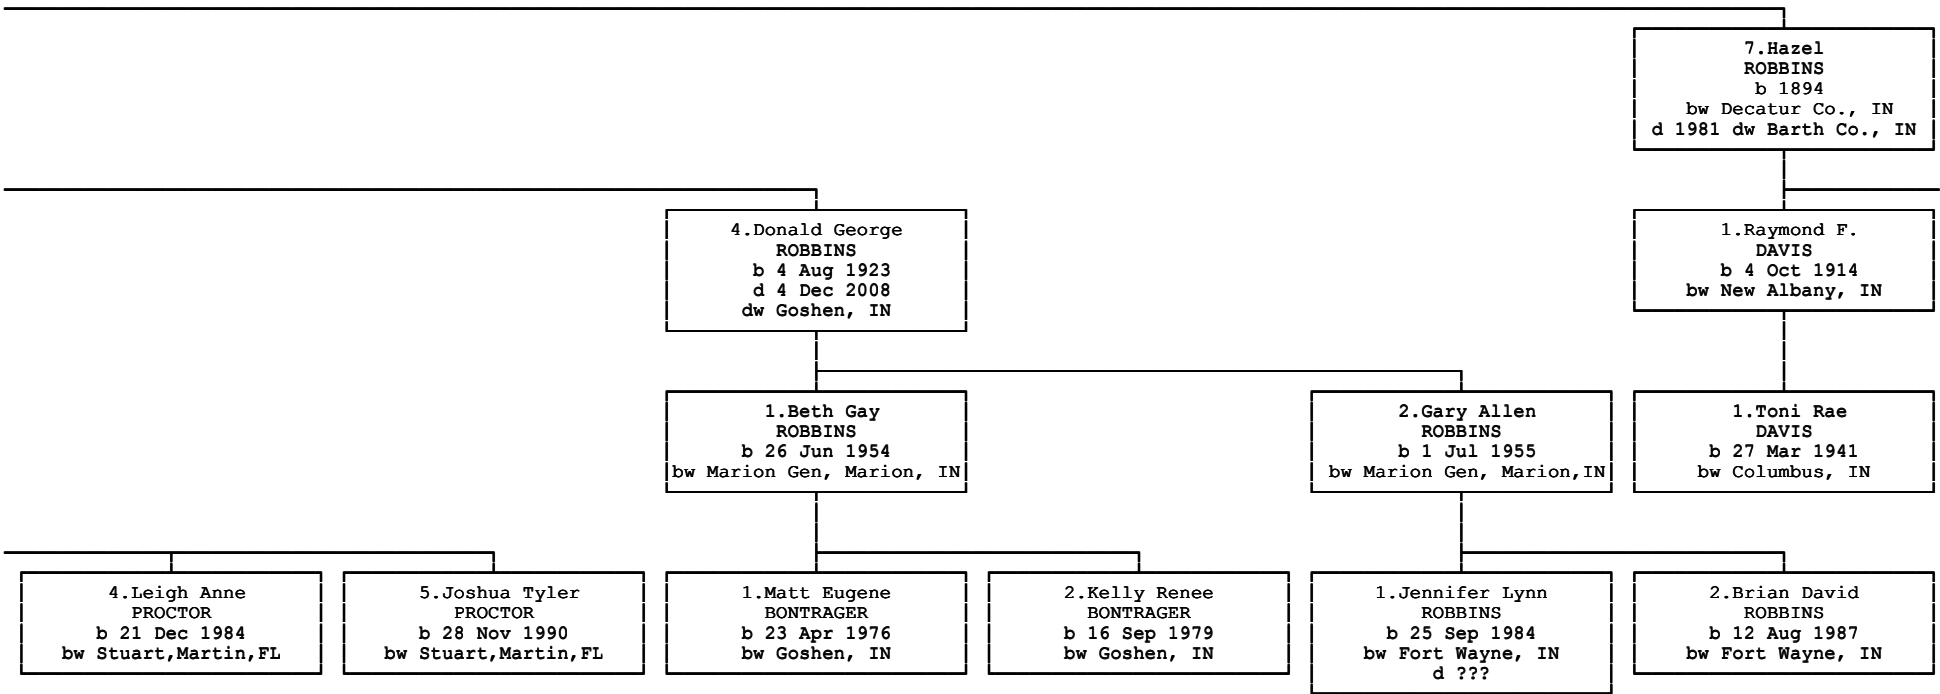 7.Hazel
ROBBINS
b 1894
bw Decatur Co., IN
d 1981 dw Barth Co., IN
4.Donald George
ROBBINS
b 4 Aug 1923
d 4 Dec 2008
dw Goshen, IN
1.Raymond F.
DAVIS
b 4 Oct 1914
bw New Albany, IN
1.Beth Gay
ROBBINS
b 26 Jun 1954
bw Marion Gen, Marion, IN
2.Gary Allen
ROBBINS
b 1 Jul 1955
bw Marion Gen, Marion,IN
1.Toni Rae
DAVIS
b 27 Mar 1941
bw Columbus, IN
4.Leigh Anne
PROCTOR
b 21 Dec 1984
bw Stuart,Martin,FL
5.Joshua Tyler
PROCTOR
b 28 Nov 1990
bw Stuart,Martin,FL
1.Matt Eugene
BONTRAGER
b 23 Apr 1976
bw Goshen, IN
2.Kelly Renee
BONTRAGER
b 16 Sep 1979
bw Goshen, IN
1.Jennifer Lynn
ROBBINS
b 25 Sep 1984
bw Fort Wayne, IN
d ???
2.Brian David
ROBBINS
b 12 Aug 1987
bw Fort Wayne, IN